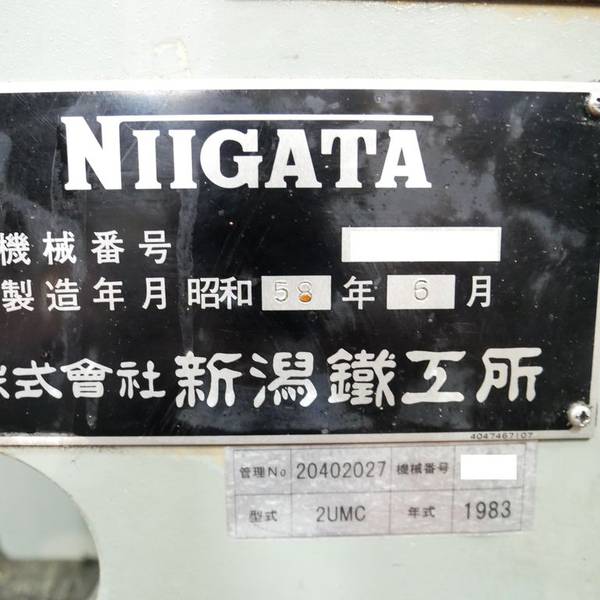 NIIGATA
機械番号
製造年月 昭和 58 年 6 月
株式會社 新潟鐵工所
4047467107
管理No 20402027 機械番号
型式 2UMC 年式 1983